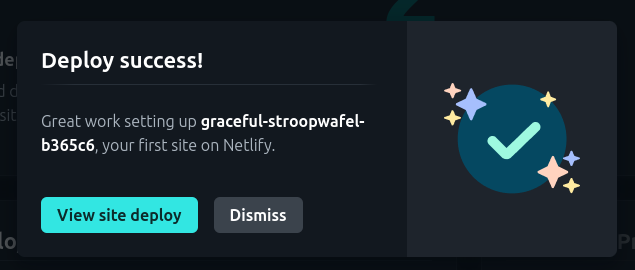 Deploy success!
Great work setting up graceful-stroopwafel-
b365c6, your first site on Netlify.
View site deploy
Dismiss